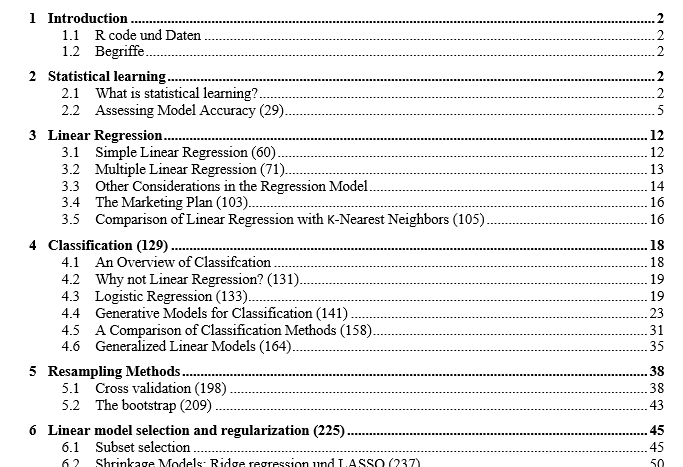 1 Introduction 2
1.1 R code und Daten 2
1.2 Begriffe 2
2 Statistical learning 2
2.1 What is statistical learning? 2
2.2 Assessing Model Accuracy (29) 5
3 Linear Regression 12
3.1 Simple Linear Regression (60) 12
3.2 Multiple Linear Regression (71) 13
3.3 Other Considerations in the Regression Model 14
3.4 The Marketing Plan (103) 16
3.5 Comparison of Linear Regression with K-Nearest Neighbors (105) 16
4 Classification (129) 18
4.1 An Overview of Classifcation 18
4.2 Why not Linear Regression? (131) 19
4.3 Logistic Regression (133) 19
4.4 Generative Models for Classification (141) 23
4.5 A Comparison of Classification Methods (158) 31
4.6 Generalized Linear Models (164) 35
5 Resampling Methods 38
5.1 Cross validation (198) 38
5.2 The bootstrap (209) 43
6 Linear model selection and regularization (225) 45
6.1 Subset selection 45
6.2 Shrinkage Models: Ridge regression und LASSO (237) 50